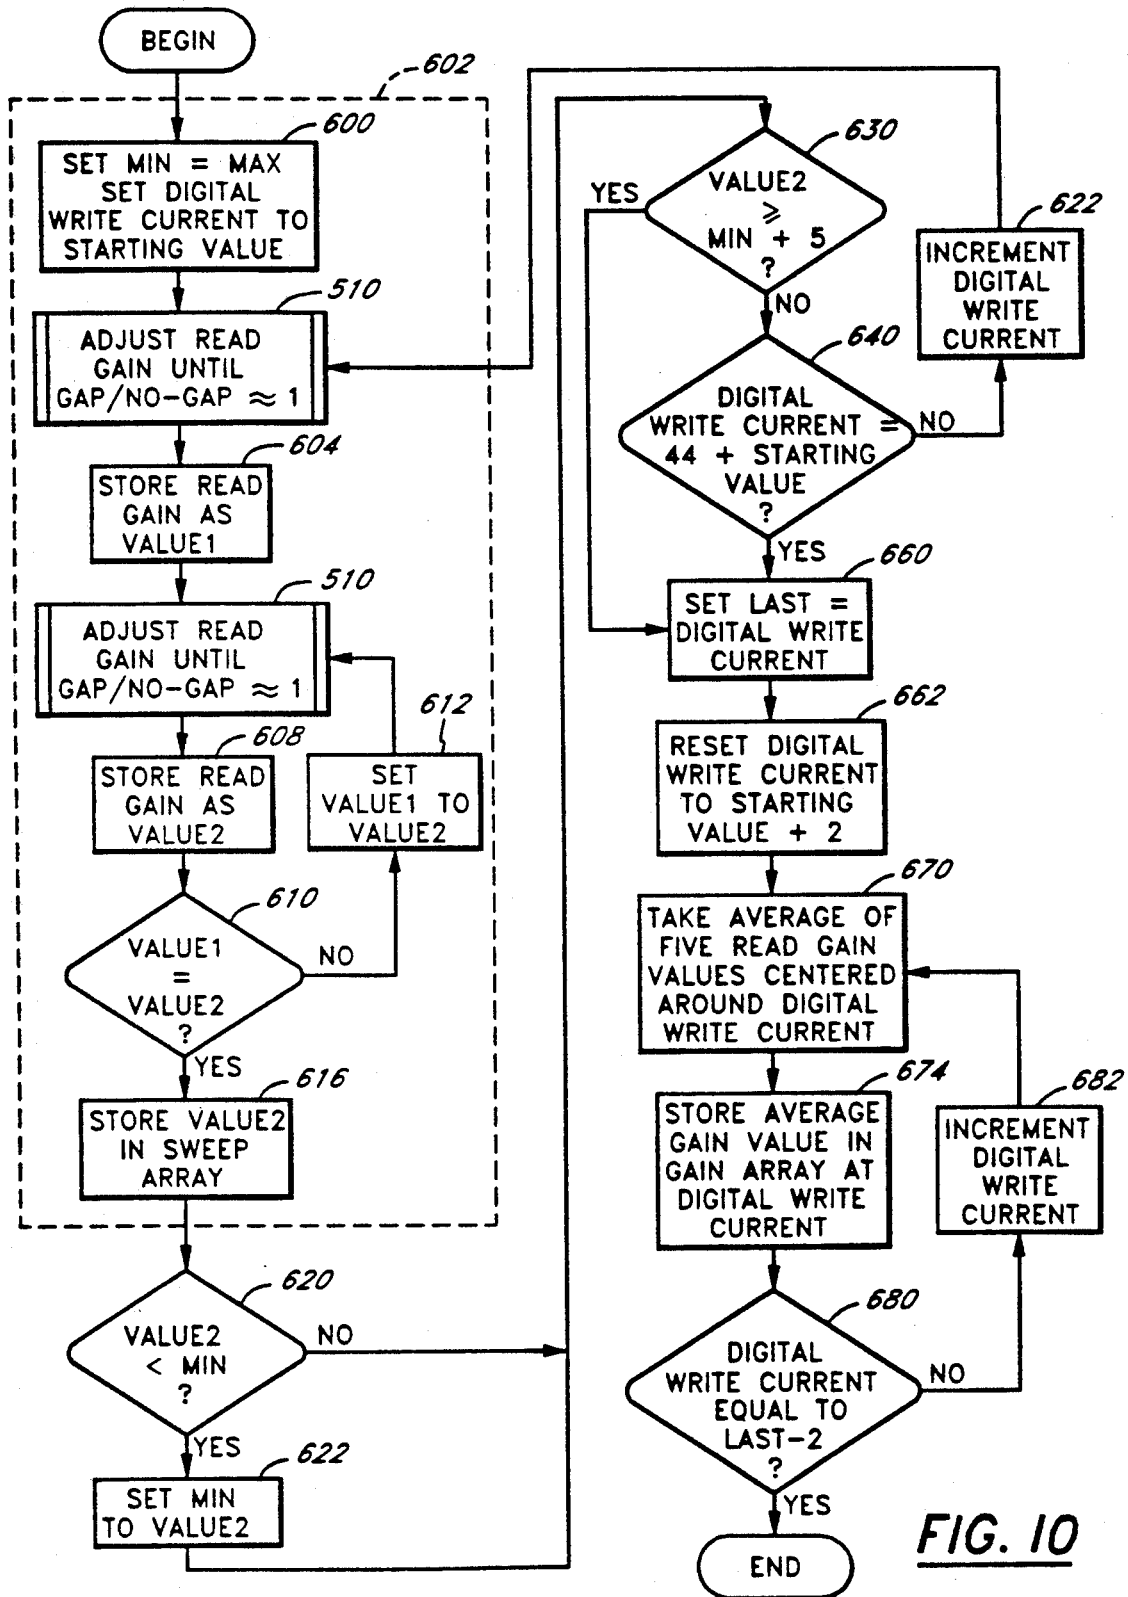 BEGIN
602
600
SET MIN = MAX
SET DIGITAL
WRITE CURRENT TO
STARTING VALUE
510
ADJUST READ
GAIN UNTIL
GAP/NO-GAP ≈ 1
604
STORE READ
GAIN AS
VALUE1
510
ADJUST READ
GAIN UNTIL
GAP/NO-GAP ≈ 1
608
STORE READ
GAIN AS
VALUE2
612
SET
VALUE1 TO
VALUE2
610
VALUE1
=
VALUE2
?
NO
YES
616
STORE VALUE2
IN SWEEP
ARRAY
620
VALUE2
< MIN
?
NO
YES
622
SET MIN
TO VALUE2
630
VALUE2
⩾
MIN + 5
?
YES
NO
622
INCREMENT
DIGITAL
WRITE
CURRENT
640
DIGITAL
WRITE CURRENT =
44 + STARTING
VALUE
?
NO
YES
660
SET LAST =
DIGITAL WRITE
CURRENT
662
RESET DIGITAL
WRITE CURRENT
TO STARTING
VALUE + 2
670
TAKE AVERAGE OF
FIVE READ GAIN
VALUES CENTERED
AROUND DIGITAL
WRITE CURRENT
674
STORE AVERAGE
GAIN VALUE IN
GAIN ARRAY AT
DIGITAL WRITE
CURRENT
682
INCREMENT
DIGITAL
WRITE
CURRENT
680
DIGITAL
WRITE CURRENT
EQUAL TO
LAST-2
?
NO
YES
END
FIG. 10